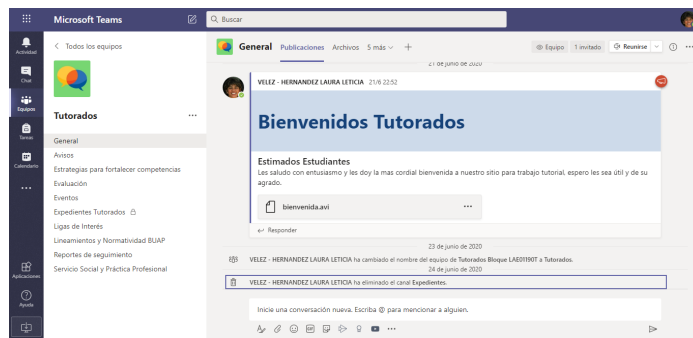 Microsoft Teams
Buscar
Actividad
Chat
Equipos
Tareas
Calendario
Aplicaciones
Ayuda
Todos los equipos
Tutorados
General
Avisos
Estrategias para fortalecer competencias
Evaluación
Eventos
Expedientes Tutorados
Ligas de Interés
Lineamientos y Normatividad BUAP
Reportes de seguimiento
Servicio Social y Práctica Profesional
General Publicaciones Archivos 5 más
Equipo 1 invitado Reunirse
21 de junio de 2020
VELEZ - HERNANDEZ LAURA LETICIA 21/6 22:52
Bienvenidos Tutorados
Estimados Estudiantes
Les saludo con entusiasmo y les doy la mas cordial bienvenida a nuestro sitio para trabajo tutorial, espero les sea útil y de su
agrado.
bienvenida.avi
Responder
23 de junio de 2020
VELEZ - HERNANDEZ LAURA LETICIA ha cambiado el nombre del equipo de Tutorados Bloque LAE01190T a Tutorados.
24 de junio de 2020
VELEZ - HERNANDEZ LAURA LETICIA ha eliminado el canal Expedientes.
Inicie una conversación nueva. Escriba @ para mencionar a alguien.
GIF